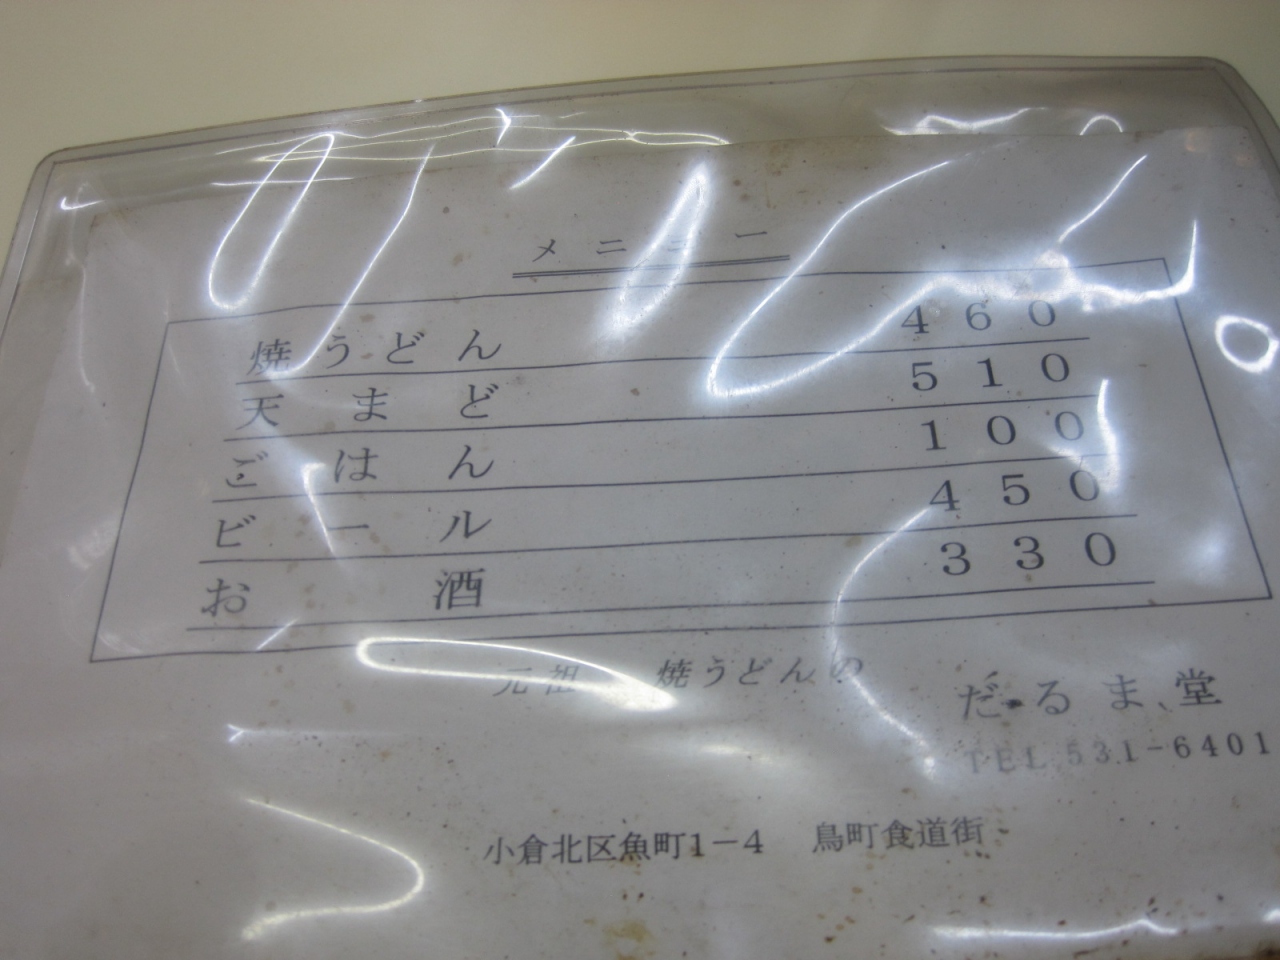 メニュー
焼うどん 460
天まど 510
ごはん 100
ビール 450
お酒 330
元祖 焼うどんの
だるま堂
TEL 531-6401
小倉北区魚町1-4 鳥町食道街